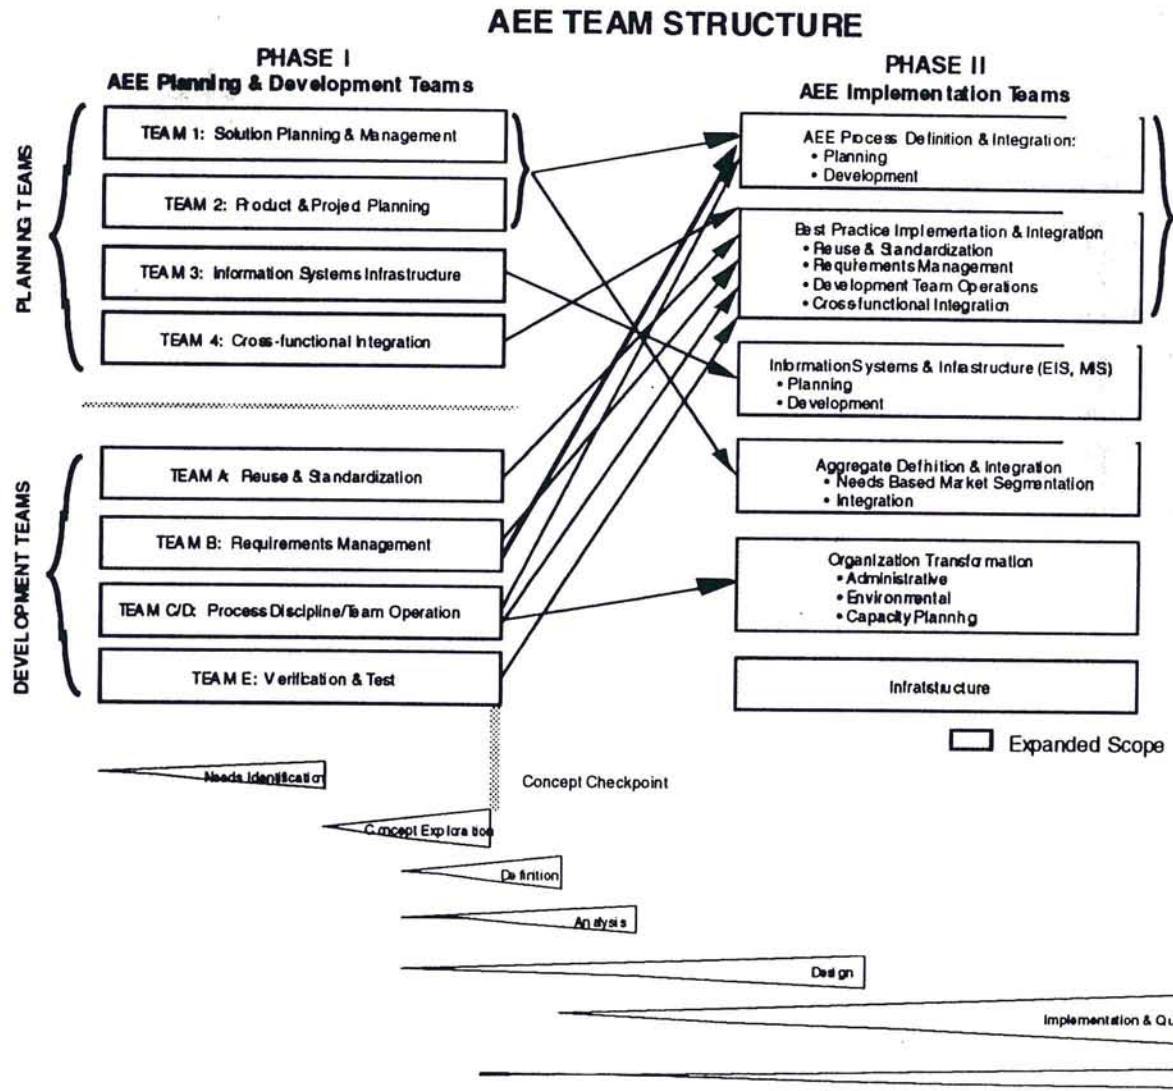 AEE TEAM STRUCTURE
PHASE I
AEE Planning & Development Teams
PHASE II
AEE Implementation Teams
PLANNING TEAMS
TEAM 1: Solution Planning & Management
TEAM 2: Product & Project Planning
TEAM 3: Information Systems Infrastructure
TEAM 4: Cross-functional Integration
DEVELOPMENT TEAMS
TEAM A: Reuse & Standardization
TEAM B: Requirements Management
TEAM C/D: Process Discipline/Team Operation
TEAM E: Verification & Test
AEE Process Definition & Integration:
• Planning
• Development
Best Practice Implementation & Integration
• Reuse & Standardization
• Requirements Management
• Development Team Operations
• Cross-functional Integration
Information Systems & Infrastructure (EIS, MIS)
• Planning
• Development
Aggregate Definition & Integration
• Needs Based Market Segmentation
• Integration
Organization Transformation
• Administrative
• Environmental
• Capacity Planning
Infratstructure
Expanded Scope
Needs Identification
Concept Checkpoint
Concept Exploration
Definition
Analysis
Design
Implementation & Qu